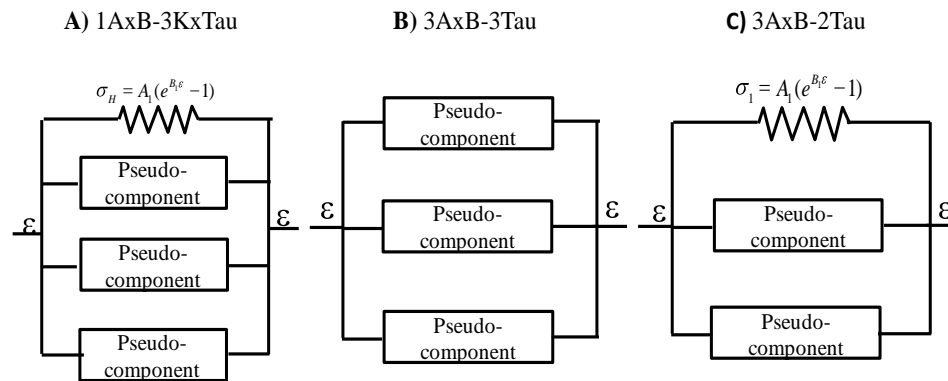 A) 1AxB-3KxTau
σ_H = A₁(e^{B₁ε} − 1)
Pseudo-
component
Pseudo-
component
Pseudo-
component
ε
ε
B) 3AxB-3Tau
Pseudo-
component
Pseudo-
component
Pseudo-
component
ε
ε
C) 3AxB-2Tau
σ₁ = A₁(e^{B₁ε} − 1)
Pseudo-
component
Pseudo-
component
ε
ε